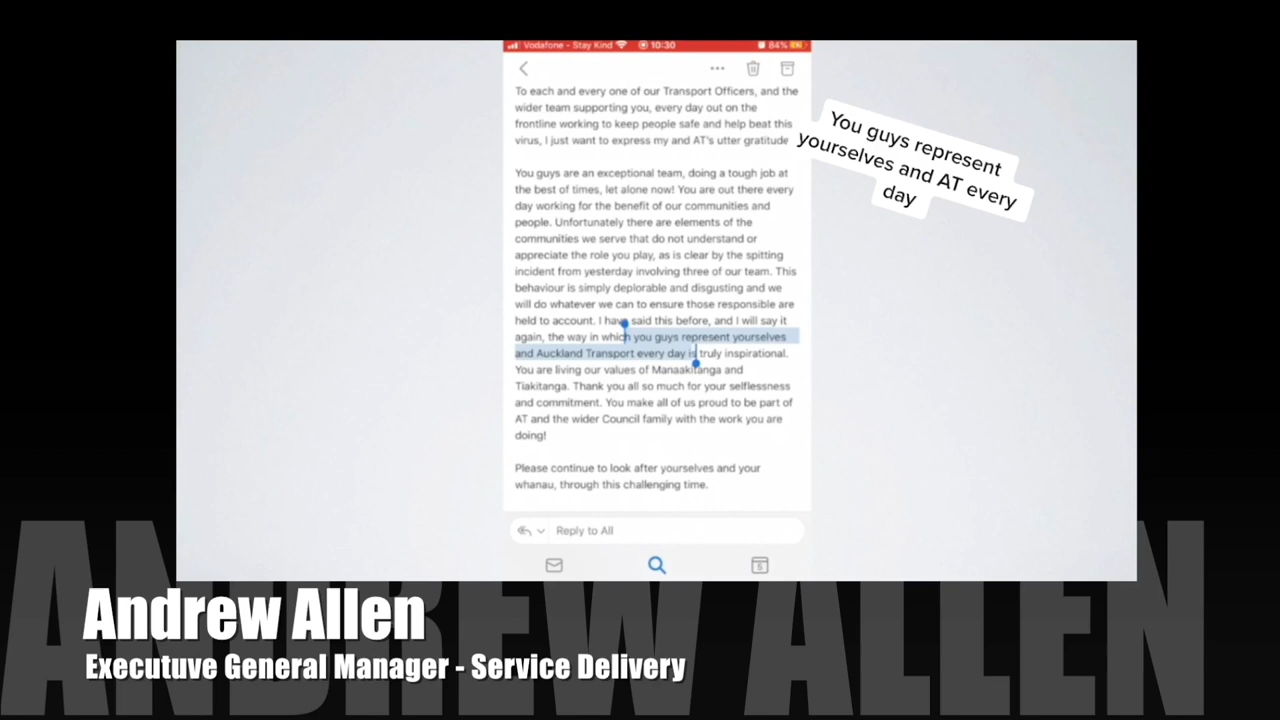 Vodafone - Stay Kind 10:30 84%
To each and every one of our Transport Officers, and the
wider team supporting you, every day out on the
frontline working to keep people safe and help beat this
virus, I just want to express my and AT's utter gratitude
You guys are an exceptional team, doing a tough job at
the best of times, let alone now! You are out there every
day working for the benefit of our communities and
people. Unfortunately there are elements of the
communities we serve that do not understand or
appreciate the role you play, as is clear by the spitting
incident from yesterday involving three of our team. This
behaviour is simply deplorable and disgusting and we
will do whatever we can to ensure those responsible are
held to account. I have said this before, and I will say it
again, the way in which you guys represent yourselves
and Auckland Transport every day is truly inspirational.
You are living our values of Manaakitanga and
Tiakitanga. Thank you all so much for your selflessness
and commitment. You make all of us proud to be part of
AT and the wider Council family with the work you are
doing!
Please continue to look after yourselves and your
whanau, through this challenging time.
Reply to All
You guys represent
yourselves and AT every
day
ANDREW ALLEN
Andrew Allen
Executuve General Manager - Service Delivery